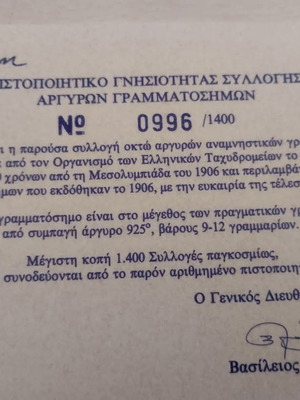 ΙΣΤΟΠΟΙΗΤΙΚΟ ΓΝΗΣΙΟΤΗΤΑΣ ΣΥΛΛΟΓΗΣ
ΑΡΓΥΡΩΝ ΓΡΑΜΜΑΤΟΣΗΜΩΝ
Nº 0996 /1400
ι η παρούσα συλλογή οκτώ αργυρών αναμνηστικών γρ
από τον Οργανισμό των Ελληνικών Ταχυδρομείων το
χρόνων από τη Μεσολυμπιάδα του 1906 και περιλαμβά
ήμων που εκδόθηκαν το 1906, με την ευκαιρία της τέλεσ
γραμματόσημο είναι στο μέγεθος των πραγματικών γ
από συμπαγή άργυρο 925°, βάρους 9-12 γραμμαρίων.
Μέγιστη κοπή 1.400 Συλλογές παγκοσμίως,
συνοδεύονται από το παρόν αριθμημένο πιστοποιητ
Ο Γενικός Διευθ
Βασίλειος